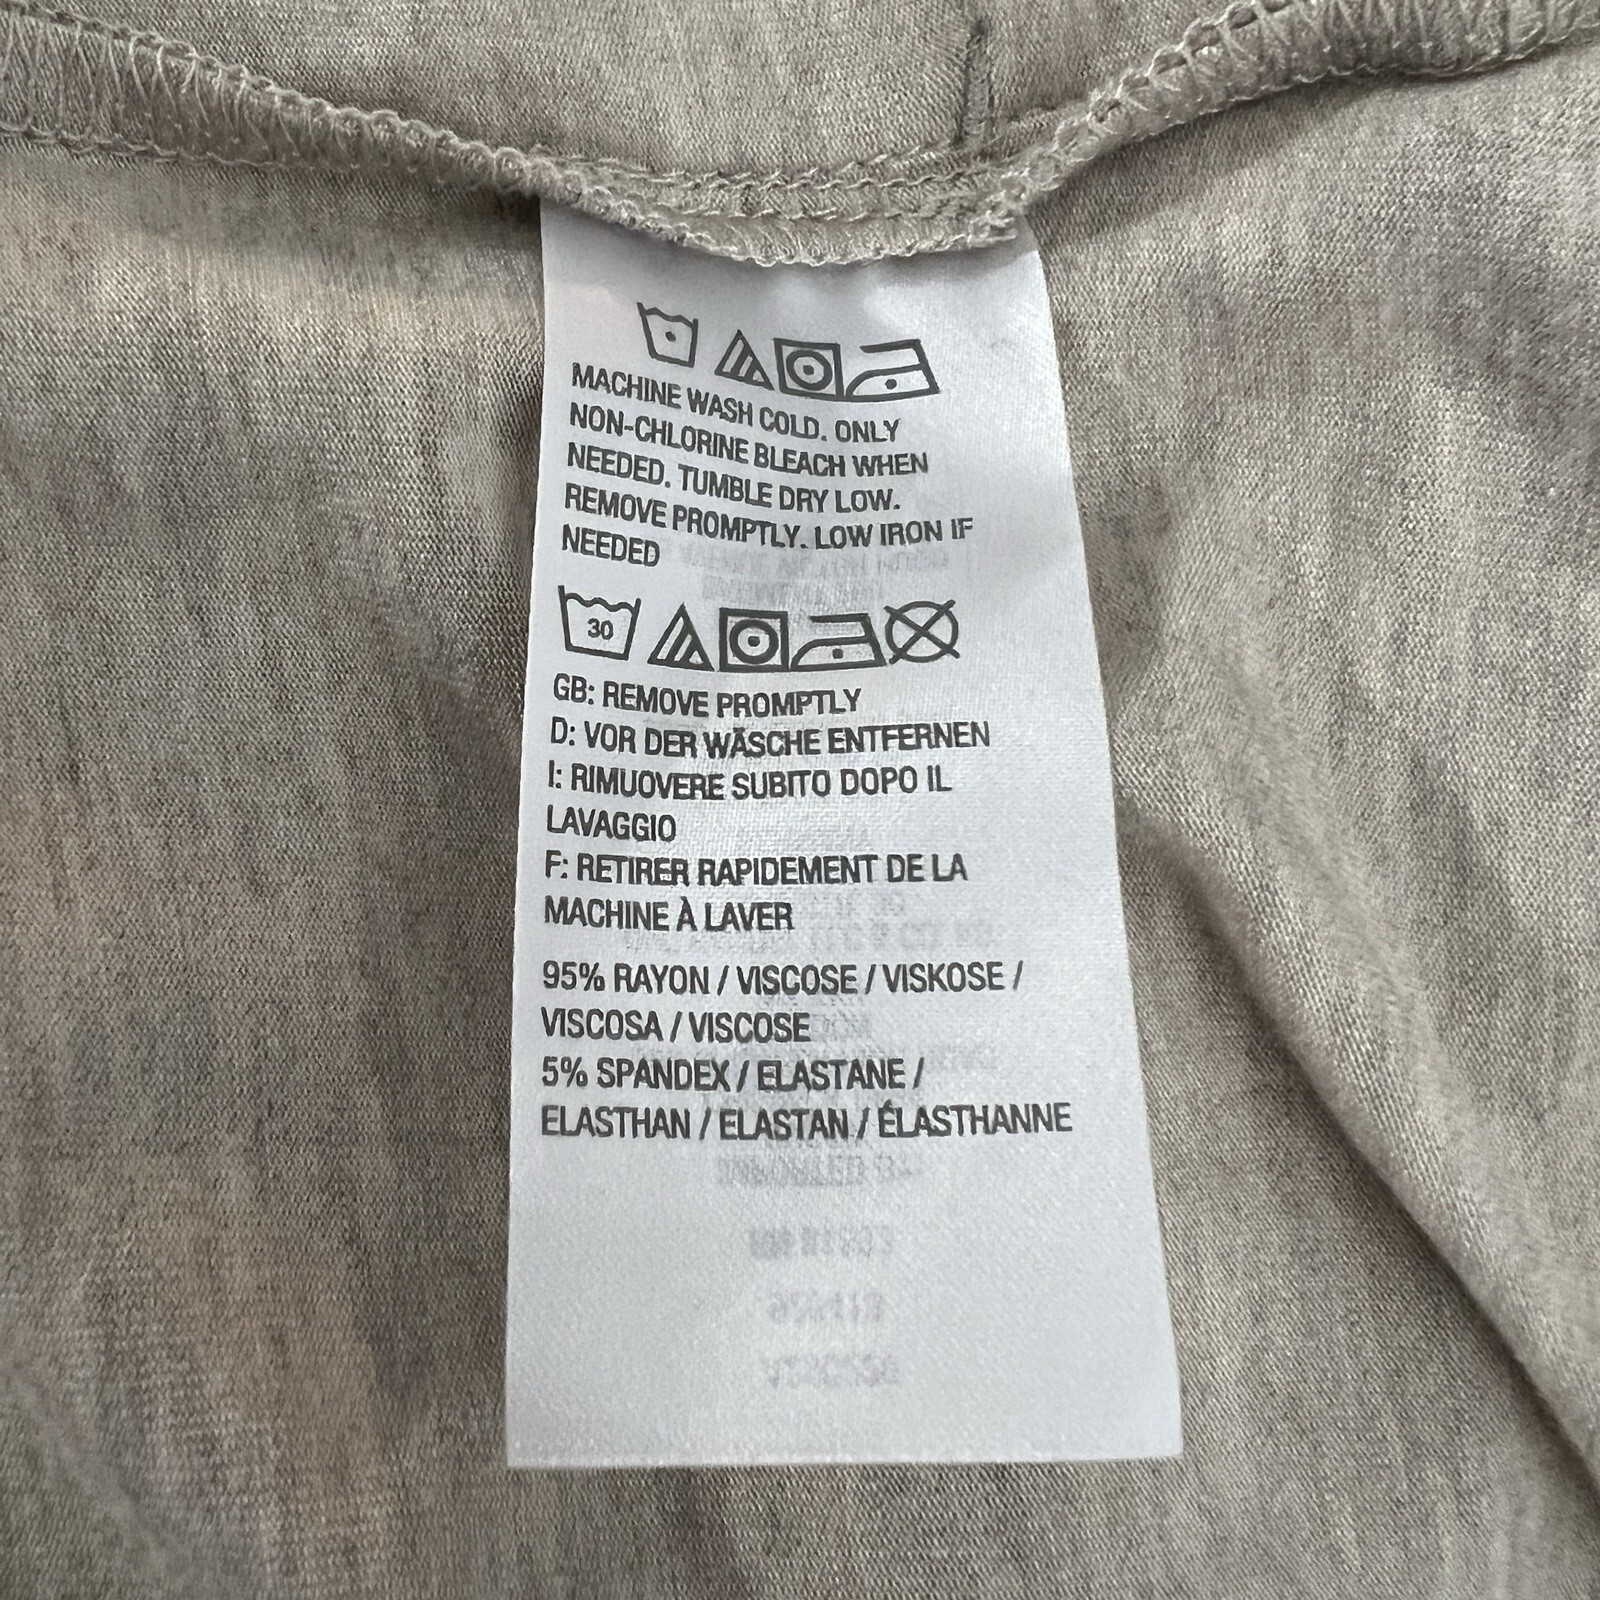 MACHINE WASH COLD. ONLY
NON-CHLORINE BLEACH WHEN
NEEDED. TUMBLE DRY LOW.
REMOVE PROMPTLY. LOW IRON IF
NEEDED
30
GB: REMOVE PROMPTLY
D: VOR DER WÄSCHE ENTFERNEN
I: RIMUOVERE SUBITO DOPO IL
LAVAGGIO
F: RETIRER RAPIDEMENT DE LA
MACHINE À LAVER
95% RAYON / VISCOSE / VISKOSE /
VISCOSA / VISCOSE
5% SPANDEX / ELASTANE /
ELASTHAN / ELASTAN / ÉLASTHANNE